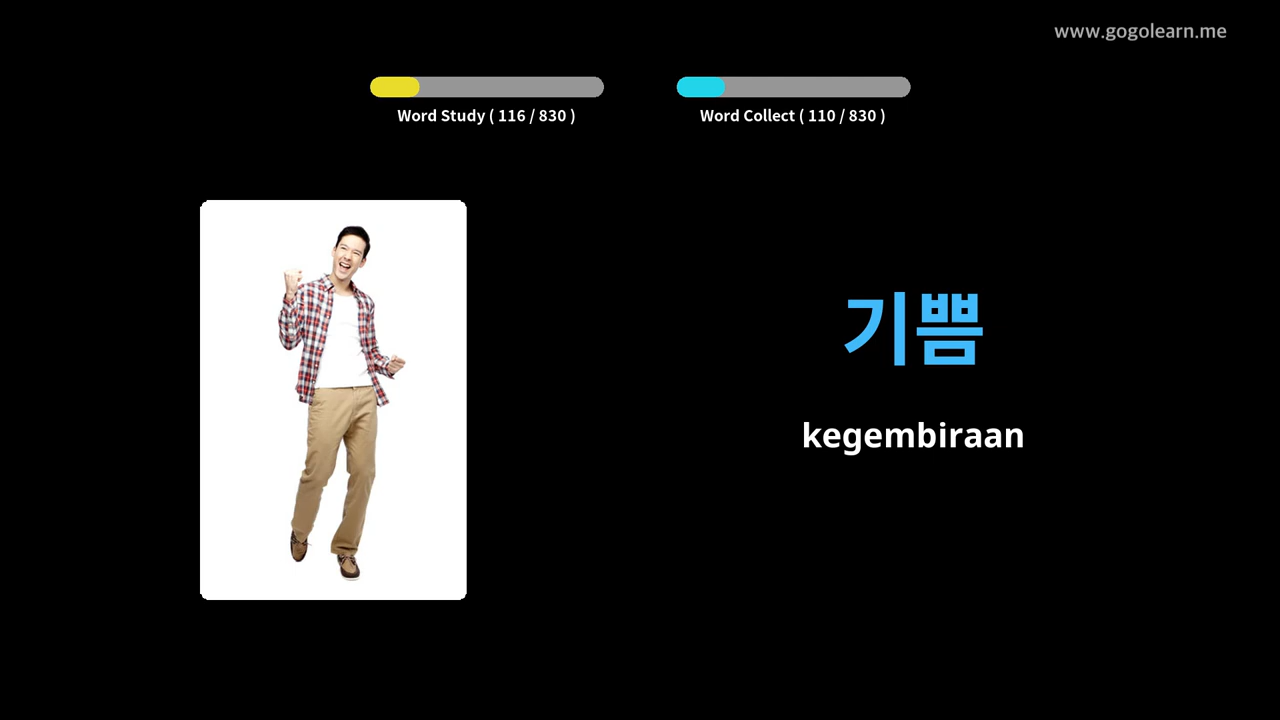 www.gogolearn.me
Word Study ( 116 / 830 )
Word Collect ( 110 / 830 )
기쁨
kegembiraan